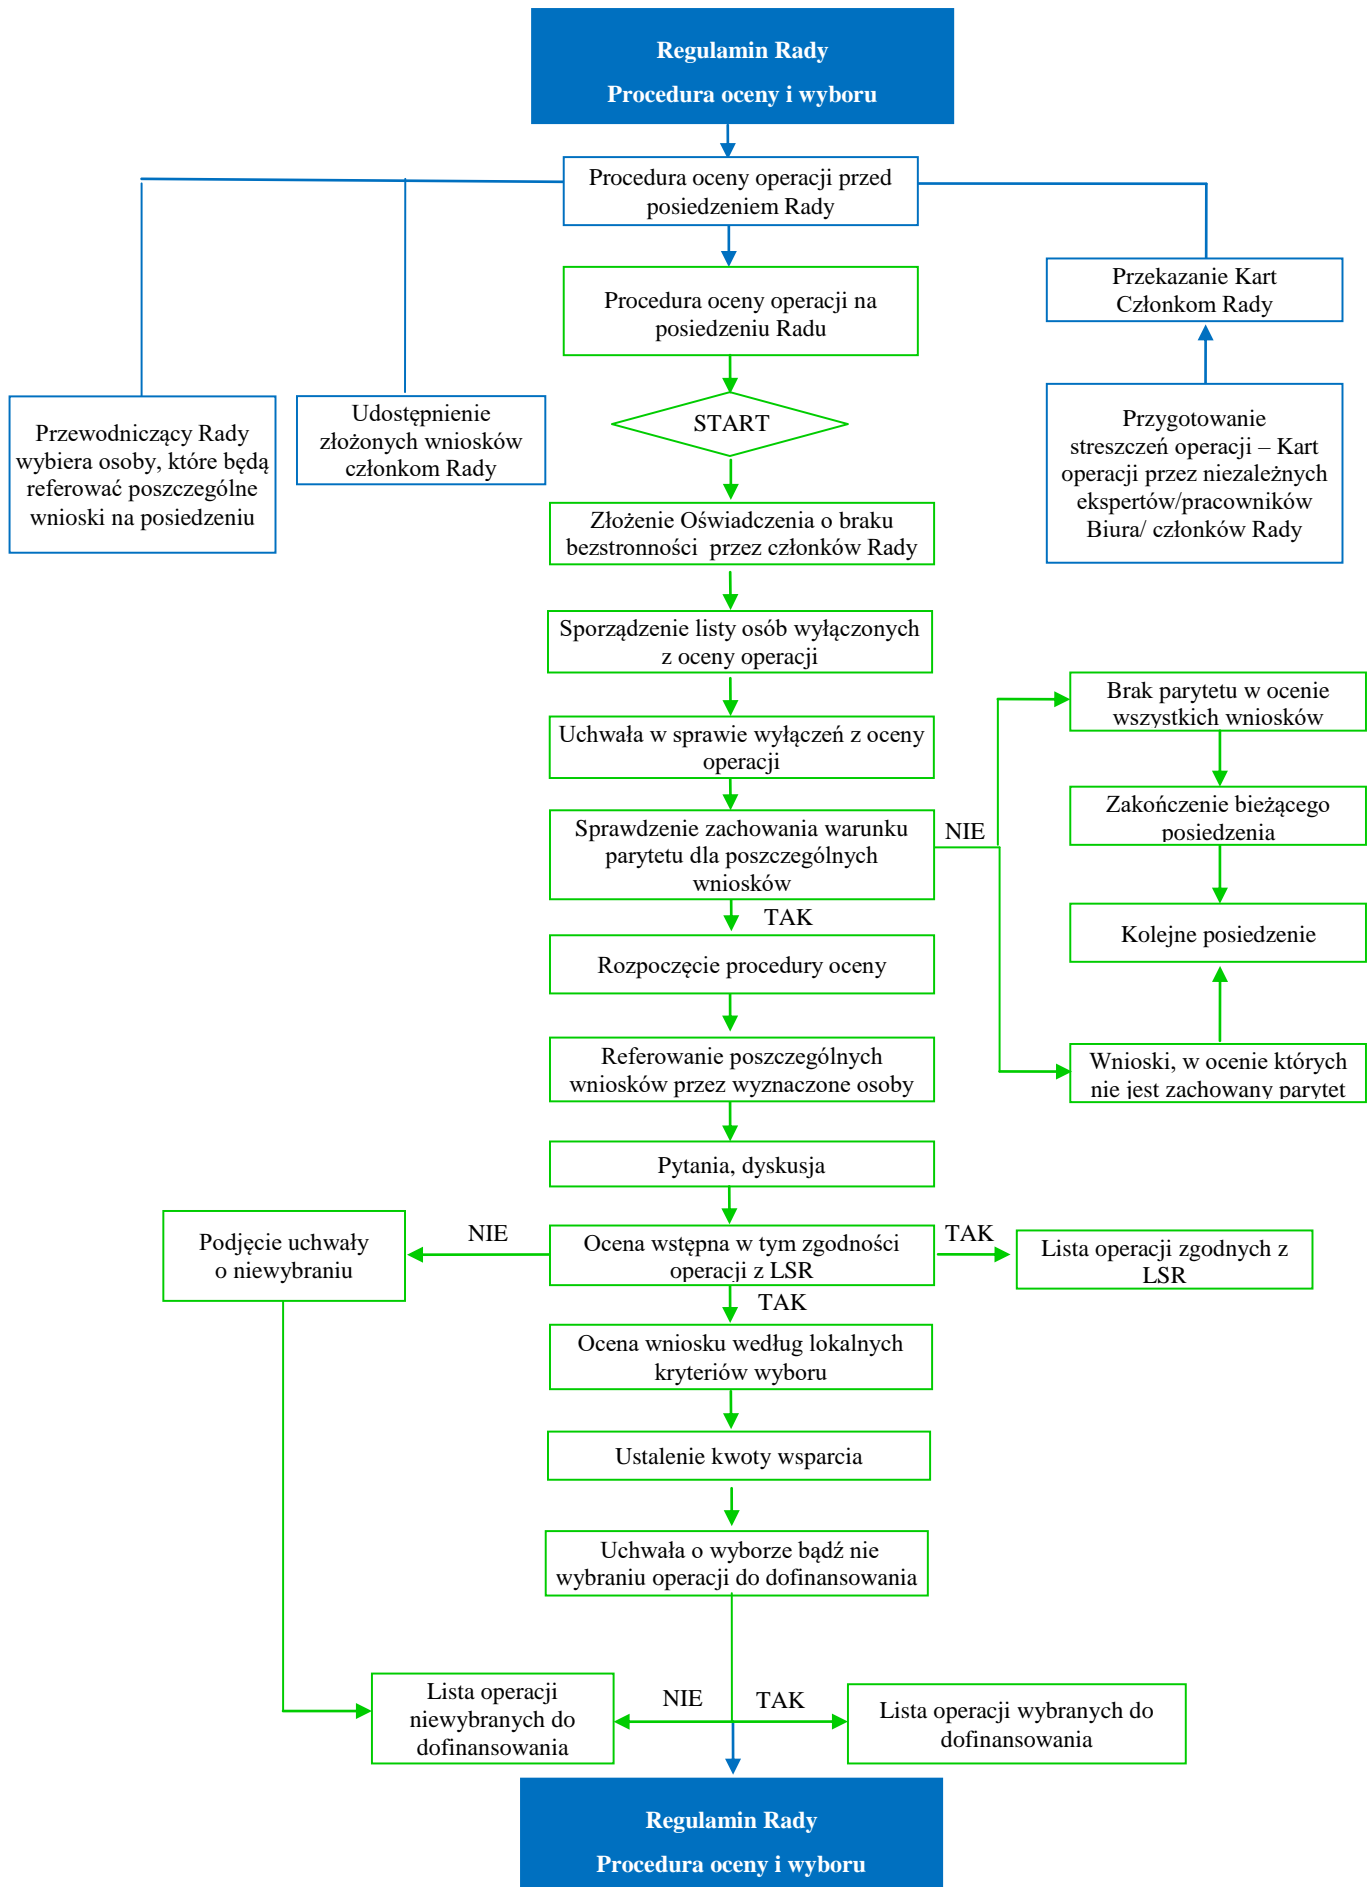 Regulamin Rady
Procedura oceny i wyboru
Procedura oceny operacji przed
posiedzeniem Rady
Procedura oceny operacji na
posiedzeniu Radu
Przekazanie Kart
Członkom Rady
Przewodniczący Rady
wybiera osoby, które będą
referować poszczególne
wnioski na posiedzeniu
Udostępnienie
złożonych wniosków
członkom Rady
START
Przygotowanie
streszczeń operacji – Kart
operacji przez niezależnych
ekspertów/pracowników
Biura/ członków Rady
Złożenie Oświadczenia o braku
bezstronności  przez członków Rady
Sporządzenie listy osób wyłączonych
z oceny operacji
Uchwała w sprawie wyłączeń z oceny
operacji
Brak parytetu w ocenie
wszystkich wniosków
Sprawdzenie zachowania warunku
parytetu dla poszczególnych
wniosków
NIE
Zakończenie bieżącego
posiedzenia
TAK
Kolejne posiedzenie
Rozpoczęcie procedury oceny
Referowanie poszczególnych
wniosków przez wyznaczone osoby
Wnioski, w ocenie których
nie jest zachowany parytet
Pytania, dyskusja
Podjęcie uchwały
o niewybraniu
NIE
Ocena wstępna w tym zgodności
operacji z LSR
TAK
Lista operacji zgodnych z
LSR
TAK
Ocena wniosku według lokalnych
kryteriów wyboru
Ustalenie kwoty wsparcia
Uchwała o wyborze bądź nie
wybraniu operacji do dofinansowania
Lista operacji
niewybranych do
dofinansowania
NIE
TAK
Lista operacji wybranych do
dofinansowania
Regulamin Rady
Procedura oceny i wyboru